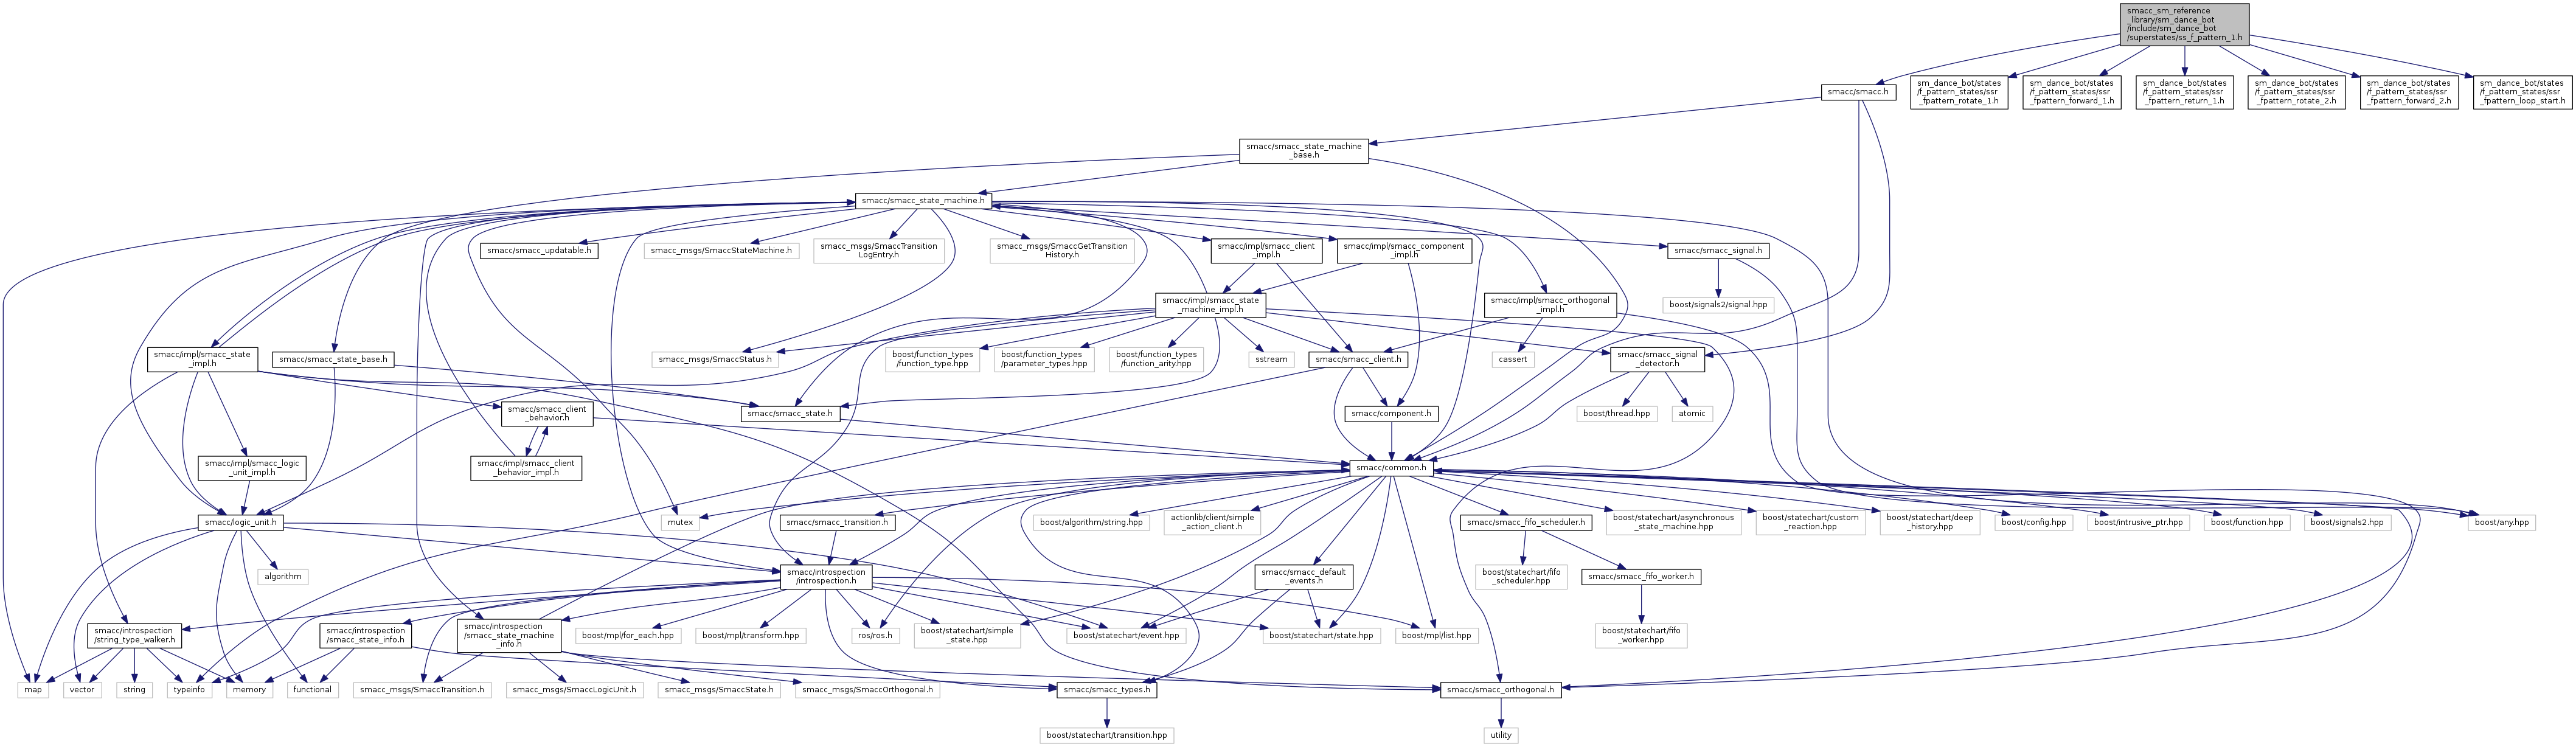 smacc_sm_reference
_library/sm_dance_bot
/include/sm_dance_bot
/superstates/ss_f_pattern_1.h
smacc/smacc.h
sm_dance_bot/states
/f_pattern_states/ssr
_fpattern_rotate_1.h
sm_dance_bot/states
/f_pattern_states/ssr
_fpattern_forward_1.h
sm_dance_bot/states
/f_pattern_states/ssr
_fpattern_return_1.h
sm_dance_bot/states
/f_pattern_states/ssr
_fpattern_rotate_2.h
sm_dance_bot/states
/f_pattern_states/ssr
_fpattern_forward_2.h
sm_dance_bot/states
/f_pattern_states/ssr
_fpattern_loop_start.h
smacc/smacc_state_machine
_base.h
smacc/smacc_state_machine.h
smacc/smacc_updatable.h
smacc_msgs/SmaccStateMachine.h
smacc_msgs/SmaccTransition
LogEntry.h
smacc_msgs/SmaccGetTransition
History.h
smacc/impl/smacc_client
_impl.h
smacc/impl/smacc_component
_impl.h
smacc/smacc_signal.h
smacc/impl/smacc_state
_machine_impl.h
smacc/impl/smacc_orthogonal
_impl.h
boost/signals2/signal.hpp
smacc/impl/smacc_state
_impl.h
smacc/smacc_state_base.h
smacc_msgs/SmaccStatus.h
boost/function_types
/function_type.hpp
boost/function_types
/parameter_types.hpp
boost/function_types
/function_arity.hpp
sstream
smacc/smacc_client.h
cassert
smacc/smacc_signal
_detector.h
smacc/smacc_client
_behavior.h
smacc/smacc_state.h
smacc/component.h
boost/thread.hpp
atomic
smacc/impl/smacc_logic
_unit_impl.h
smacc/impl/smacc_client
_behavior_impl.h
smacc/common.h
smacc/logic_unit.h
mutex
smacc/smacc_transition.h
boost/algorithm/string.hpp
actionlib/client/simple
_action_client.h
smacc/smacc_fifo_scheduler.h
boost/statechart/asynchronous
_state_machine.hpp
boost/statechart/custom
_reaction.hpp
boost/statechart/deep
_history.hpp
boost/config.hpp
boost/intrusive_ptr.hpp
boost/function.hpp
boost/signals2.hpp
boost/any.hpp
algorithm
smacc/introspection
/introspection.h
smacc/smacc_default
_events.h
boost/statechart/fifo
_scheduler.hpp
smacc/smacc_fifo_worker.h
smacc/introspection
/string_type_walker.h
smacc/introspection
/smacc_state_info.h
smacc/introspection
/smacc_state_machine
_info.h
boost/mpl/for_each.hpp
boost/mpl/transform.hpp
ros/ros.h
boost/statechart/simple
_state.hpp
boost/statechart/event.hpp
boost/statechart/state.hpp
boost/mpl/list.hpp
boost/statechart/fifo
_worker.hpp
map
vector
string
typeinfo
memory
functional
smacc_msgs/SmaccTransition.h
smacc_msgs/SmaccLogicUnit.h
smacc_msgs/SmaccState.h
smacc_msgs/SmaccOrthogonal.h
smacc/smacc_types.h
smacc/smacc_orthogonal.h
boost/statechart/transition.hpp
utility